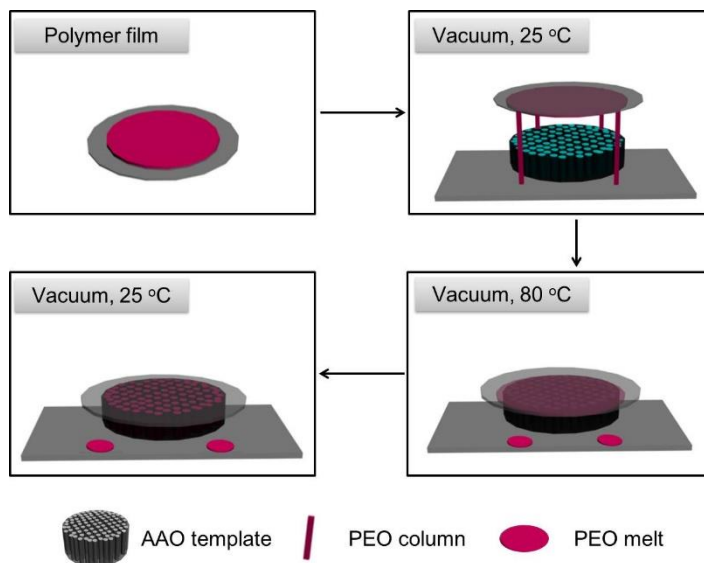 Polymer film
Vacuum, 25 ºC
Vacuum, 25 ºC
Vacuum, 80 ºC
AAO template
PEO column
PEO melt